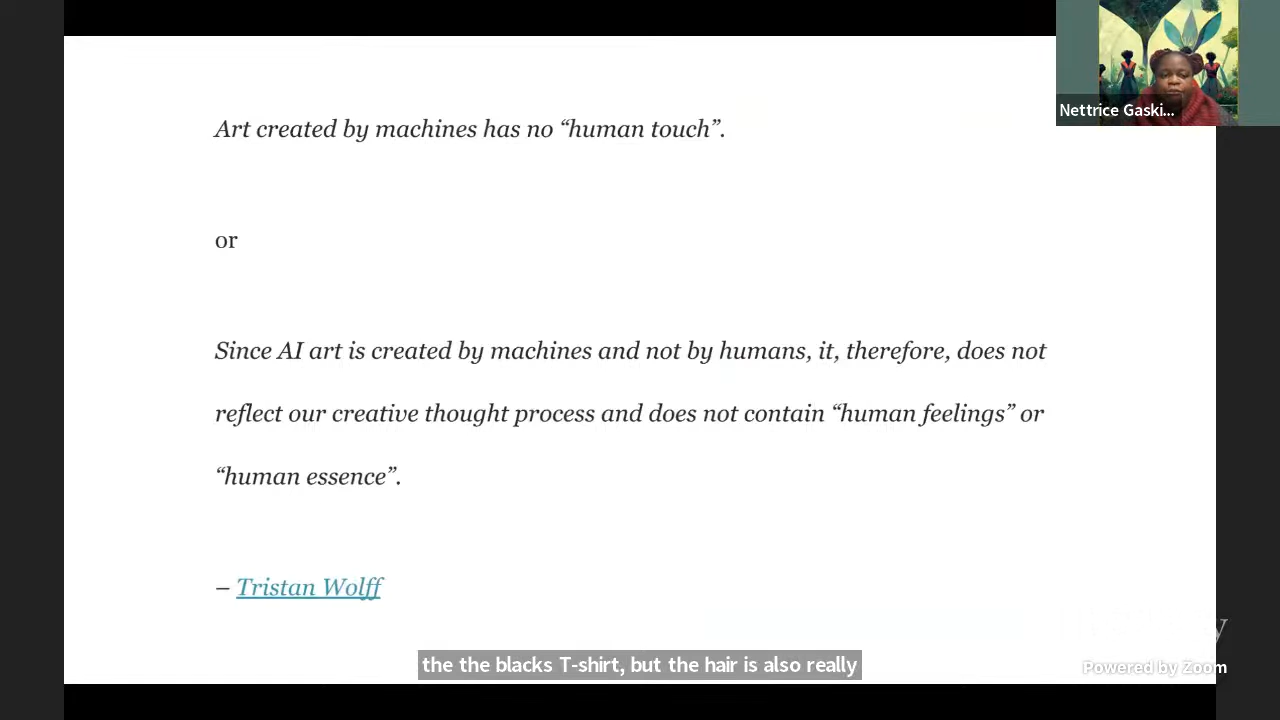 Nettrice Gaski...
Art created by machines has no “human touch”.
or
Since AI art is created by machines and not by humans, it, therefore, does not
reflect our creative thought process and does not contain “human feelings” or
“human essence”.
– Tristan Wolff
the the blacks T-shirt, but the hair is also really
Powered by Zoom